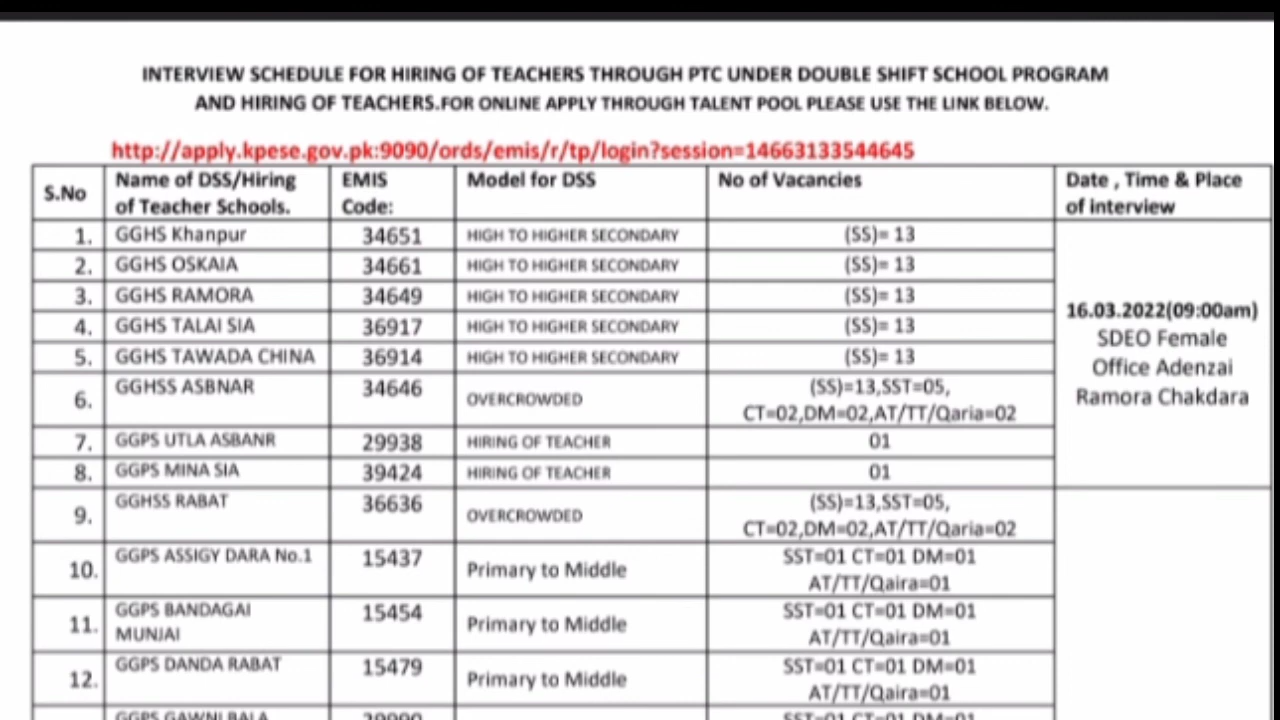 INTERVIEW SCHEDULE FOR HIRING OF TEACHERS THROUGH PTC UNDER DOUBLE SHIFT SCHOOL PROGRAM
AND HIRING OF TEACHERS.FOR ONLINE APPLY THROUGH TALENT POOL PLEASE USE THE LINK BELOW.
http://apply.kpese.gov.pk:9090/ords/emis/r/tp/login?session=14663133544645
S.No Name of DSS/Hiring of Teacher Schools. EMIS Code: Model for DSS No of Vacancies Date , Time & Place of interview
1. GGHS Khanpur 34651 HIGH TO HIGHER SECONDARY (SS)= 13
2. GGHS OSKAIA 34661 HIGH TO HIGHER SECONDARY (SS)= 13
3. GGHS RAMORA 34649 HIGH TO HIGHER SECONDARY (SS)= 13
4. GGHS TALAI SIA 36917 HIGH TO HIGHER SECONDARY (SS)= 13
5. GGHS TAWADA CHINA 36914 HIGH TO HIGHER SECONDARY (SS)= 13
6. GGHSS ASBNAR 34646 OVERCROWDED (SS)=13,SST=05,
CT=02,DM=02,AT/TT/Qaria=02
7. GGPS UTLA ASBANR 29938 HIRING OF TEACHER 01
8. GGPS MINA SIA 39424 HIRING OF TEACHER 01
16.03.2022(09:00am)
SDEO Female
Office Adenzai
Ramora Chakdara
9. GGHSS RABAT 36636 OVERCROWDED (SS)=13,SST=05,
CT=02,DM=02,AT/TT/Qaria=02
10. GGPS ASSIGY DARA No.1 15437 Primary to Middle SST=01 CT=01 DM=01
AT/TT/Qaira=01
11. GGPS BANDAGAI MUNJAI 15454 Primary to Middle SST=01 CT=01 DM=01
AT/TT/Qaira=01
12. GGPS DANDA RABAT 15479 Primary to Middle SST=01 CT=01 DM=01
AT/TT/Qaira=01
GGPS GAWNI BALA SST=01 CT=01 DM=01